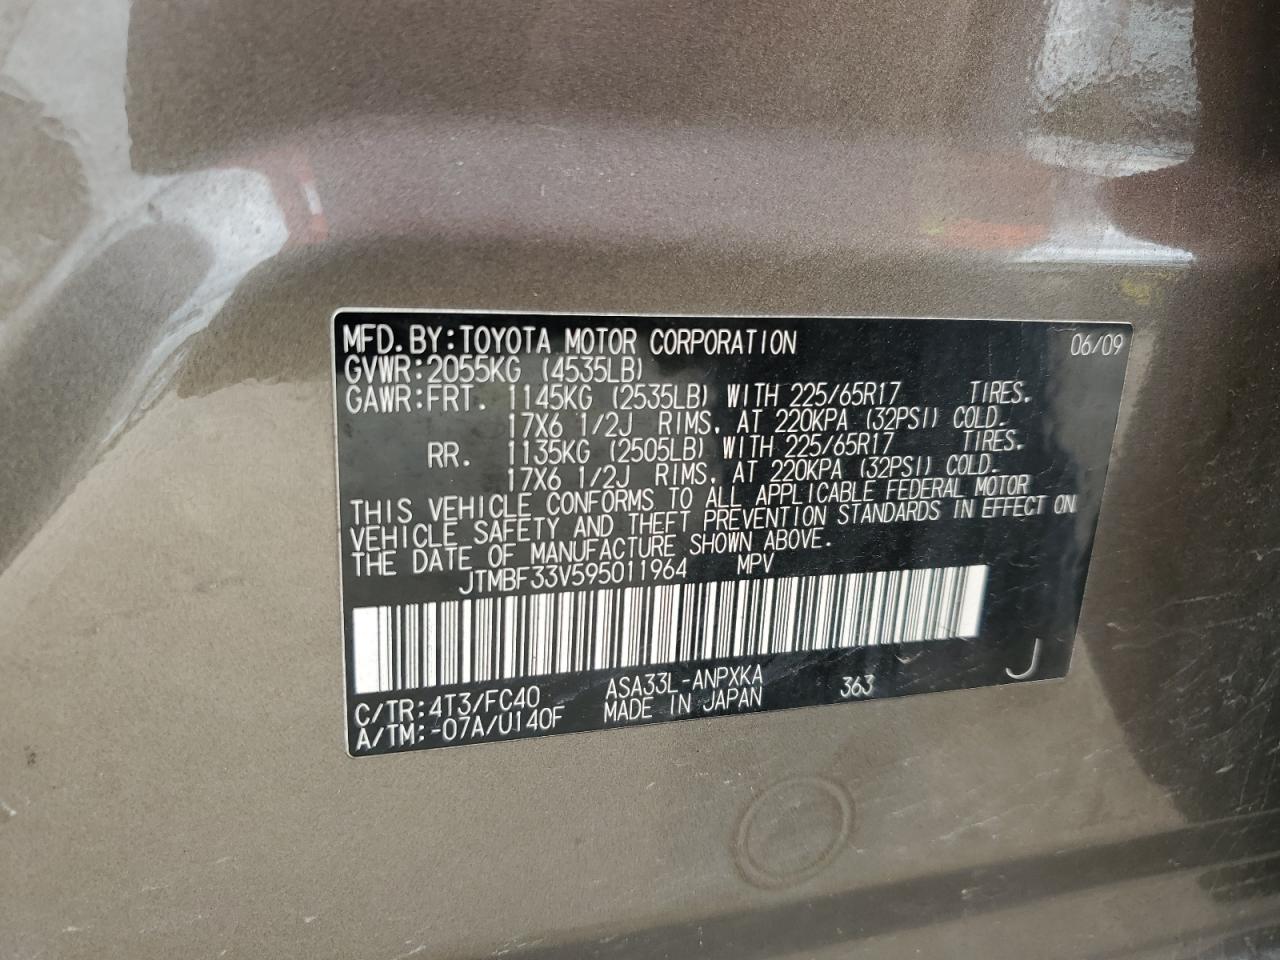 MFD. BY: TOYOTA MOTOR CORPORATION 06/09
GVWR: 2055KG (4535LB)
GAWR: FRT. 1145KG (2535LB) WITH 225/65R17 TIRES.
17X6 1/2J RIMS, AT 220KPA (32PSI) COLD.
RR. 1135KG (2505LB) WITH 225/65R17 TIRES.
17X6 1/2J RIMS, AT 220KPA (32PSI) COLD.
THIS VEHICLE CONFORMS TO ALL APPLICABLE FEDERAL MOTOR
VEHICLE SAFETY AND THEFT PREVENTION STANDARDS IN EFFECT ON
THE DATE OF MANUFACTURE SHOWN ABOVE.
JTMBF33V595011964 MPV
J
C/TR: 4T3/FC40 ASA33L-ANPXKA 363
A/TM: -07A/U140F MADE IN JAPAN